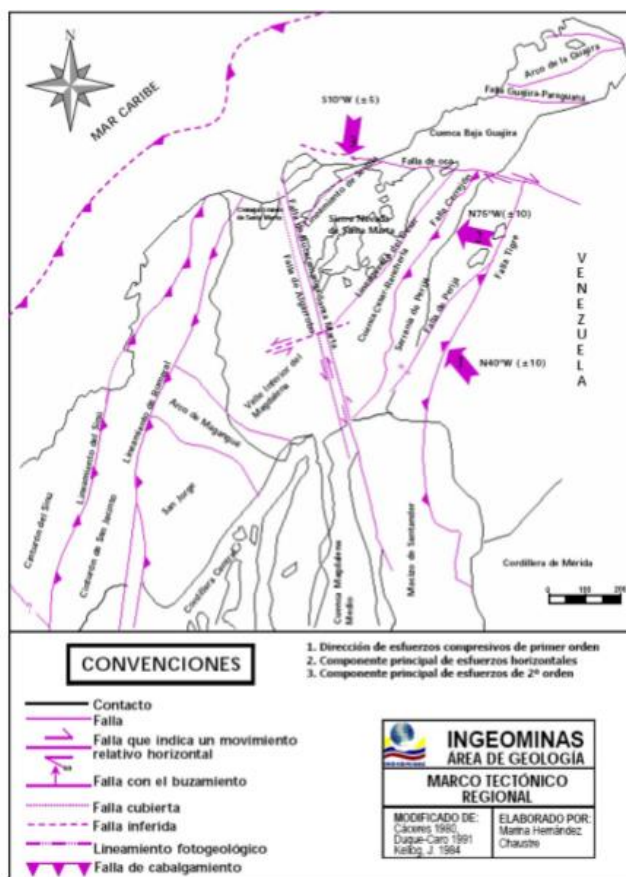 MAR CARIBE
Arco de la Guajira
Falla Guajira-Paraguaná
S10°W (±5)
Cuenca Baja Guajira
Falla de oca
Sierra Nevada
de Santa Marta
Falla Cerrejón
N75°W(±10)
Falla de Algarrobo
Cuenca Cesar-Ranchería
Serranía de Perijá
Falla de Perijá
Falla Tigre
VENEZUELA
N40°W (±10)
Valle Inferior del
Magdalena
Lineamiento de Romeral
Lineamiento del Sinú
Arco de Magangué
San Jorge
Cinturón del Sinú
Cinturón de San Jacinto
Cordillera Central
Cuenca Magdalena
Medio
Macizo de Santander
Cordillera de Mérida
0 100 200
CONVENCIONES
1. Dirección de esfuerzos compresivos de primer orden
2. Componente principal de esfuerzos horizontales
3. Componente principal de esfuerzos de 2º orden
Contacto
Falla
Falla que indica un movimiento
relativo horizontal
Falla con el buzamiento
Falla cubierta
Falla inferida
Lineamiento fotogeológico
Falla de cabalgamiento
INGEOMINAS
INGEOMINAS
ÁREA DE GEOLOGÍA
MARCO TECTÓNICO
REGIONAL
MODIFICADO DE:
Cáceres 1980,
Duque-Caro 1991
Kellog, J. 1984
ELABORADO POR:
Marina Hernández
Chaustre